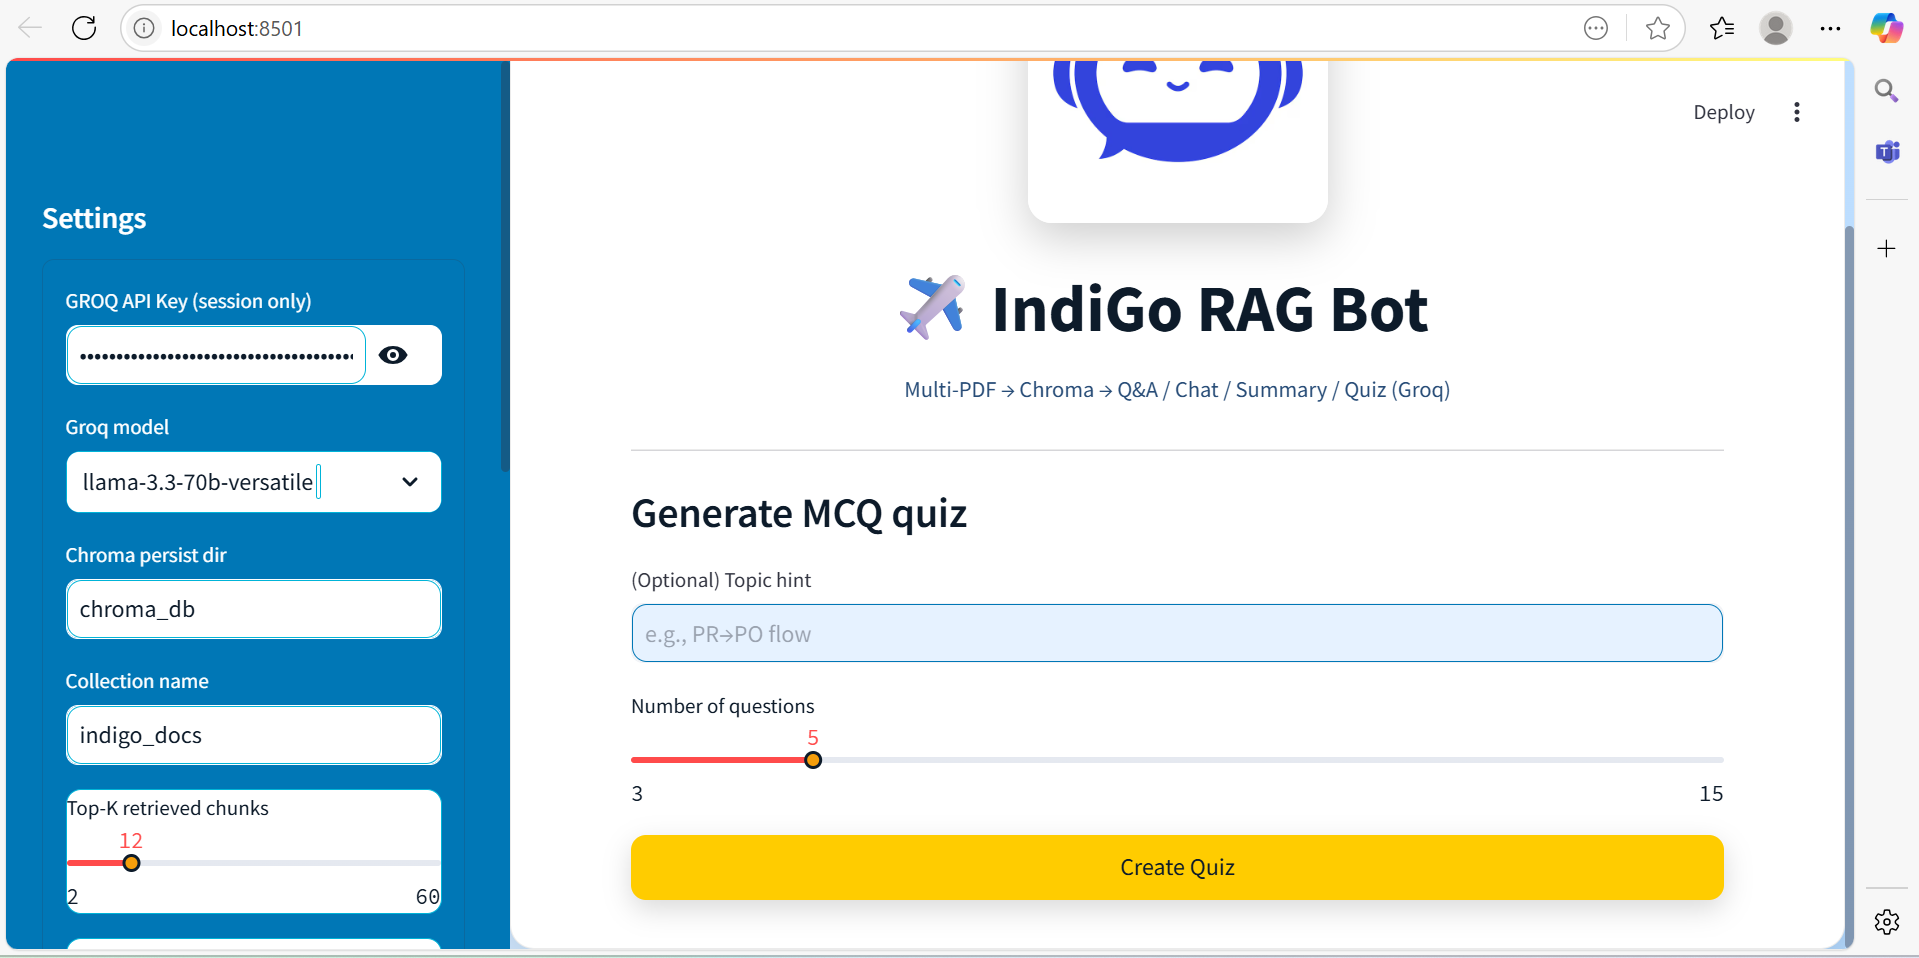 localhost:8501
Deploy
Settings
GROQ API Key (session only)
••••••••••••••••••••••••••••••••••••••
Groq model
llama-3.3-70b-versatile
Chroma persist dir
chroma_db
Collection name
indigo_docs
Top-K retrieved chunks
12
2 60
IndiGo RAG Bot
Multi-PDF → Chroma → Q&A / Chat / Summary / Quiz (Groq)
Generate MCQ quiz
(Optional) Topic hint
e.g., PR→PO flow
Number of questions
5
3 15
Create Quiz